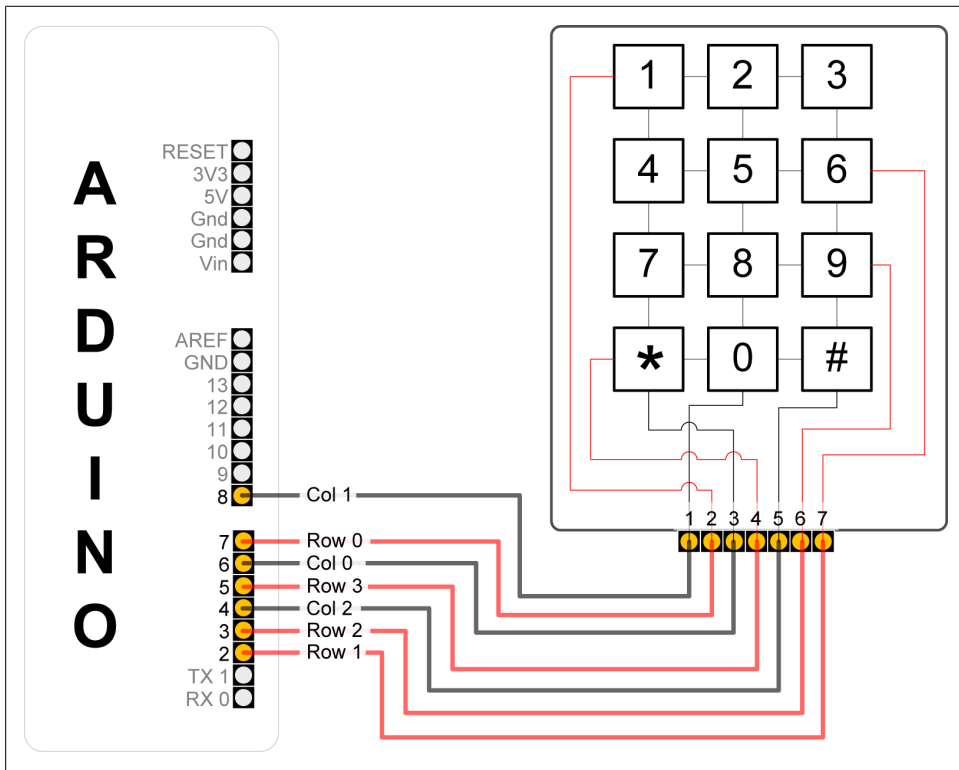 ARDUINO
RESET
3V3
5V
Gnd
Gnd
Vin
AREF
GND
13
12
11
10
9
8 Col 1
7 Row 0
6 Col 0
5 Row 3
4 Col 2
3 Row 2
2 Row 1
TX 1
RX 0
1 2 3
4 5 6
7 8 9
* 0 #
1 2 3 4 5 6 7